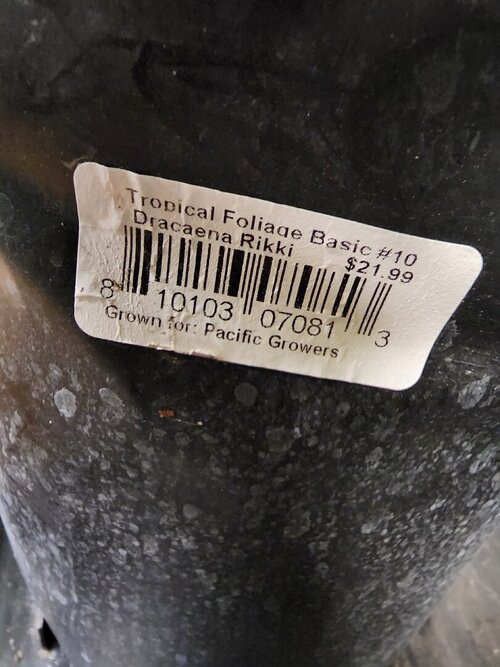 Tropical Foliage Basic #10
Dracaena Rikki
$21.99
8 10103 07081 3
Grown for: Pacific Growers